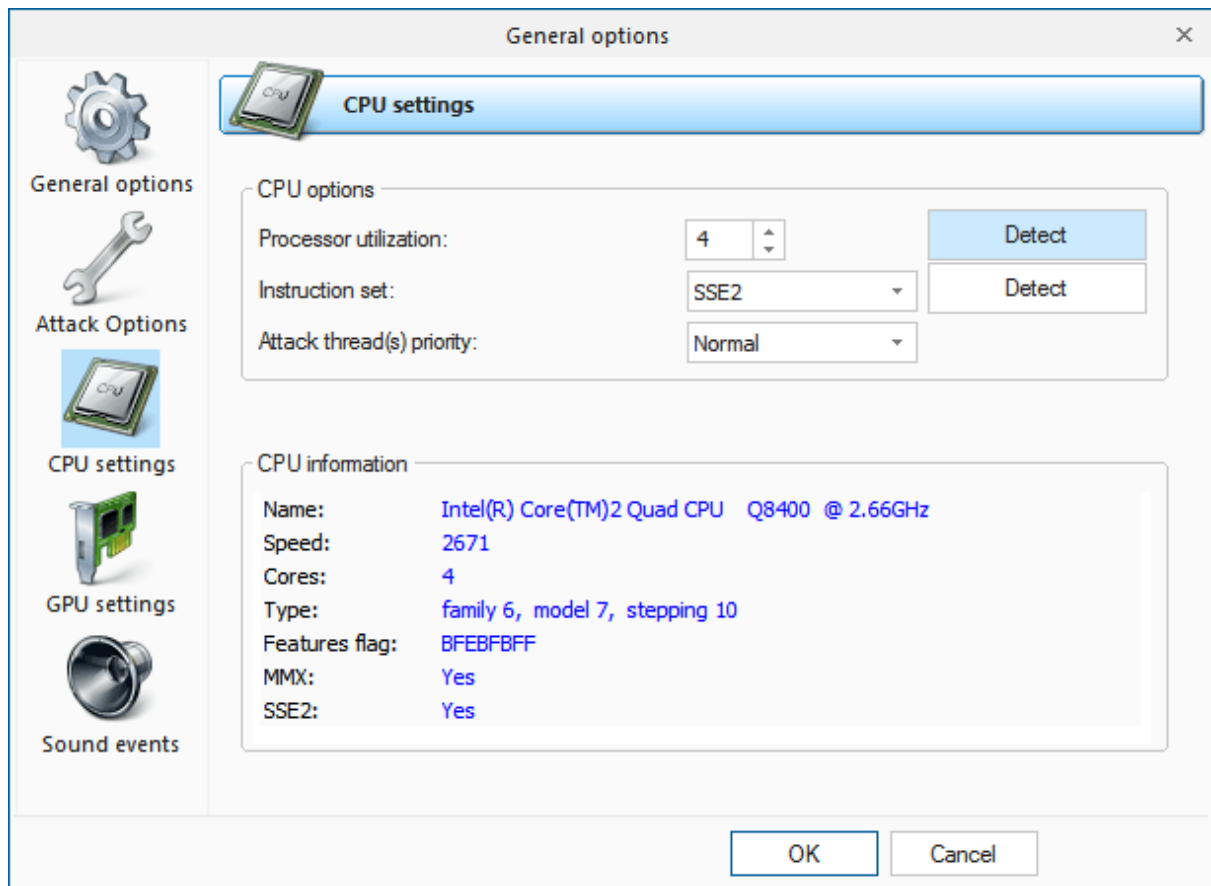 General options
General options
Attack Options
CPU
CPU settings
GPU settings
Sound events
CPU
CPU settings
CPU options
Processor utilization: 4 Detect
Instruction set: SSE2 Detect
Attack thread(s) priority: Normal
CPU information
Name: Intel(R) Core(TM)2 Quad CPU Q8400 @ 2.66GHz
Speed: 2671
Cores: 4
Type: family 6, model 7, stepping 10
Features flag: BFEBFBFF
MMX: Yes
SSE2: Yes
OK Cancel